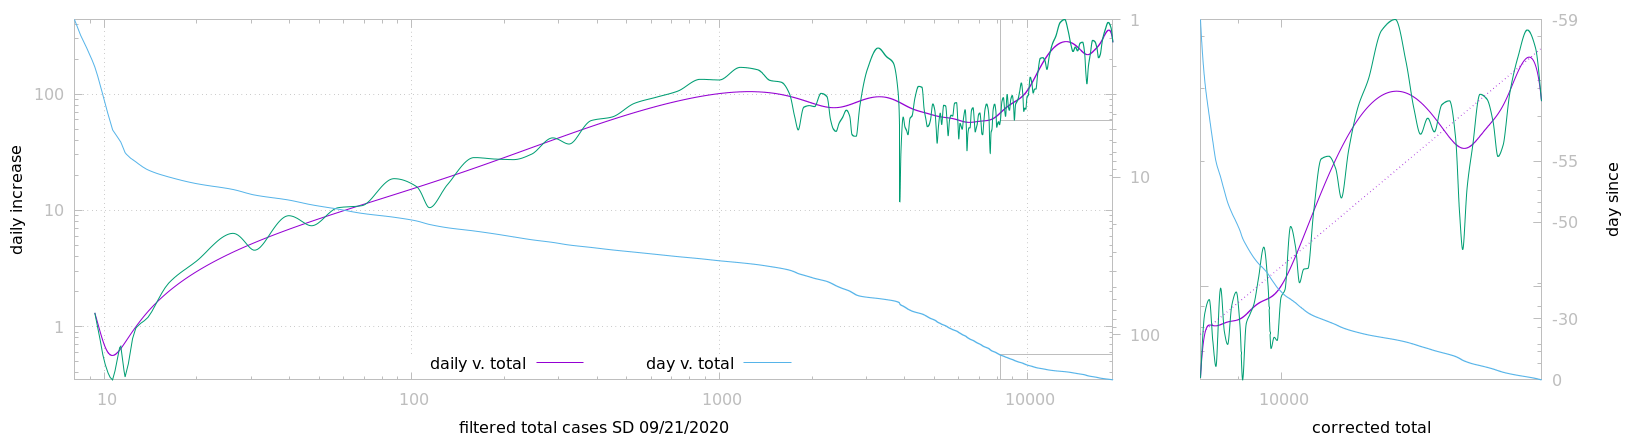 daily increase
100
10
1
daily v. total
day v. total
10
100
1000
10000
filtered total cases SD 09/21/2020
1
10
100
10000
corrected total
-59
-55
-50
-30
0
day since